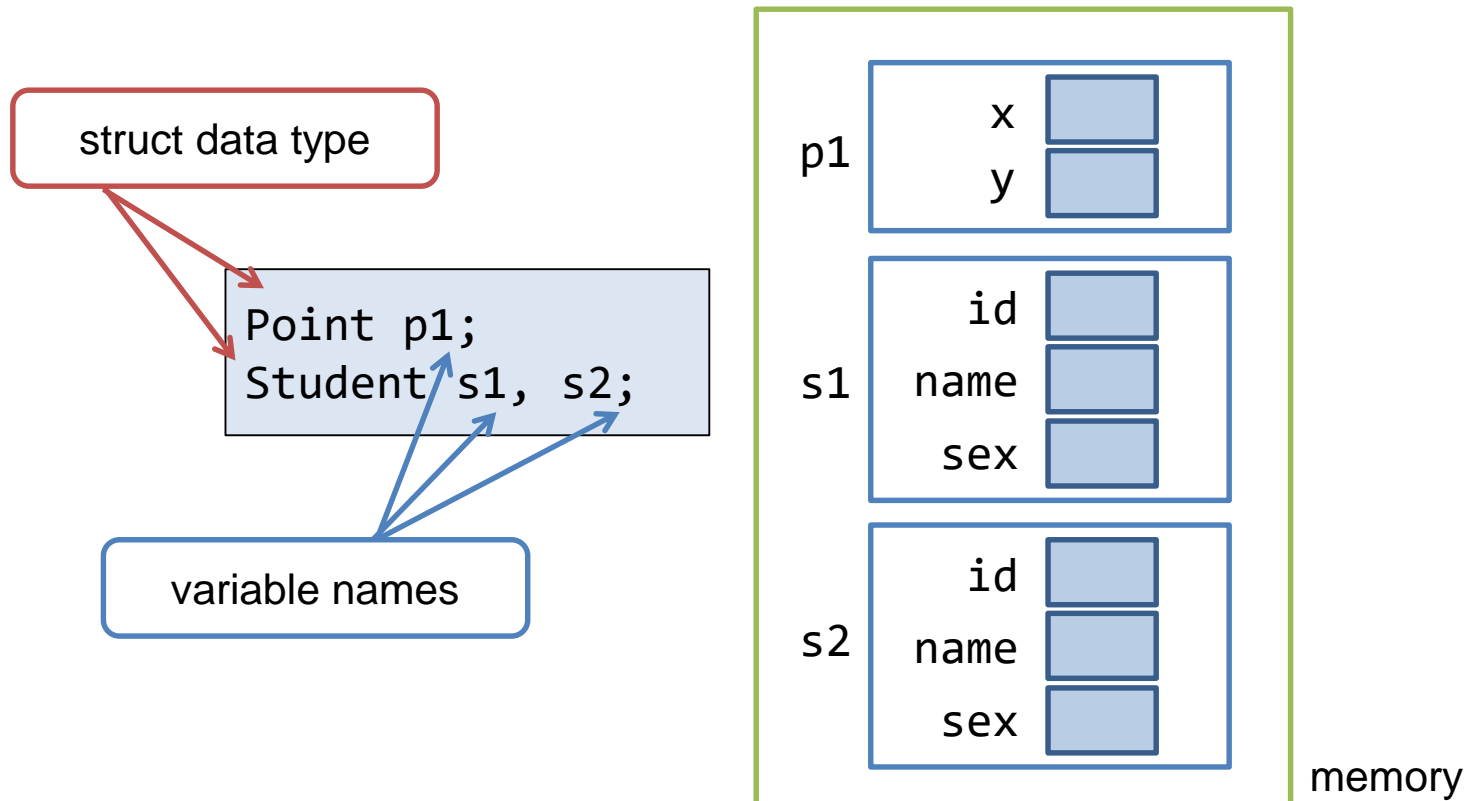 struct data type
Point p1;
Student s1, s2;
variable names
p1
x
y
s1
id
name
sex
s2
id
name
sex
memory